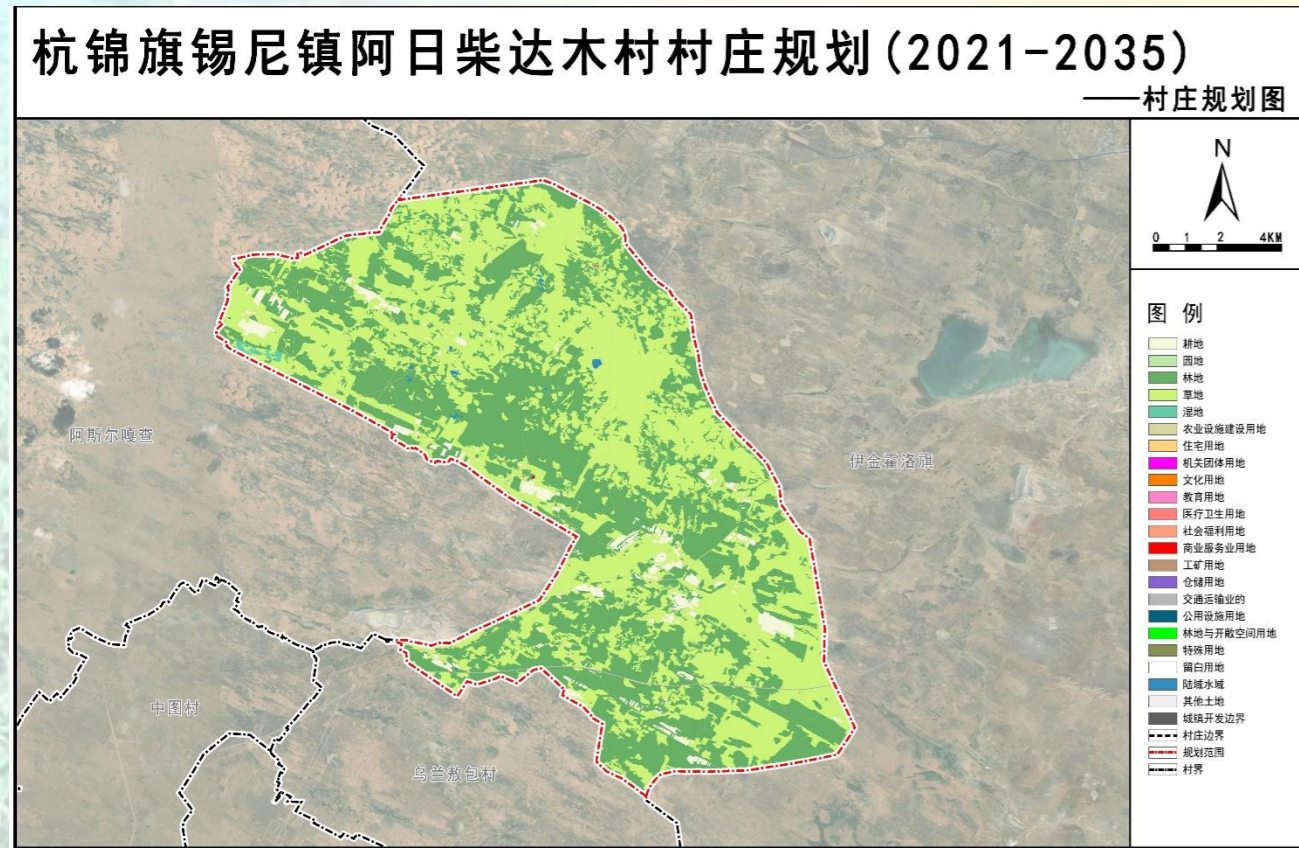 杭锦旗锡尼镇阿日柴达木村村庄规划(2021-2035)
——村庄规划图
N
0 1 2 4KM
图 例
耕地
园地
林地
草地
湿地
农业设施建设用地
住宅用地
机关团体用地
文化用地
教育用地
医疗卫生用地
社会福利用地
商业服务业用地
工矿用地
仓储用地
交通运输业的
公用设施用地
林地与开敞空间用地
特殊用地
留白用地
陆域水域
其他土地
城镇开发边界
村庄边界
规划范围
村界
阿斯尔嘎查
伊金霍洛旗
中图村
乌兰敖包村